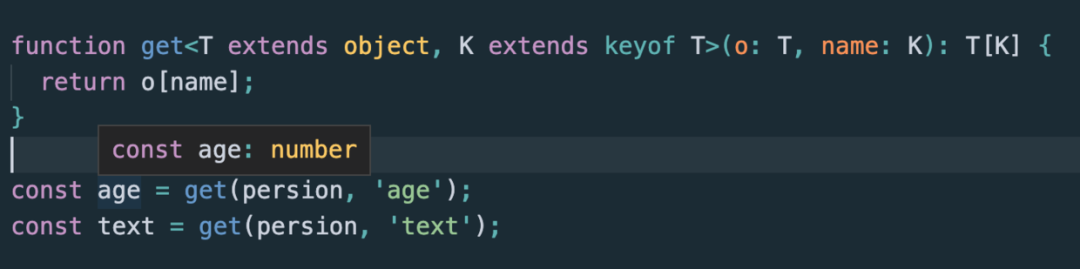 function get<T extends object, K extends keyof T>(o: T, name: K): T[K] {
  return o[name];
}
const age: number
const age = get(persion, 'age');
const text = get(persion, 'text');